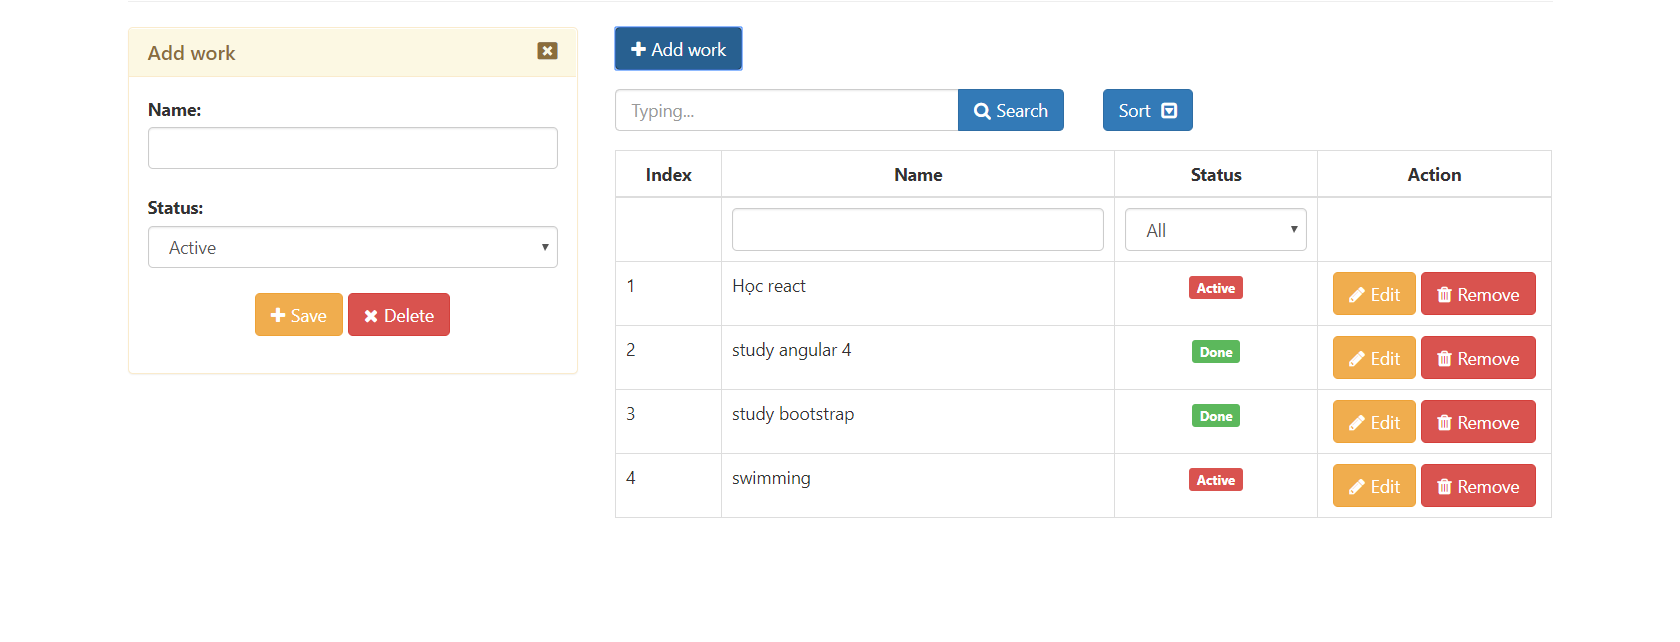 Add work
Name:
Status:
Active
Save Delete
Add work
Typing... Search Sort
Index Name Status Action
All
1 Học react Active Edit Remove
2 study angular 4 Done Edit Remove
3 study bootstrap Done Edit Remove
4 swimming Active Edit Remove